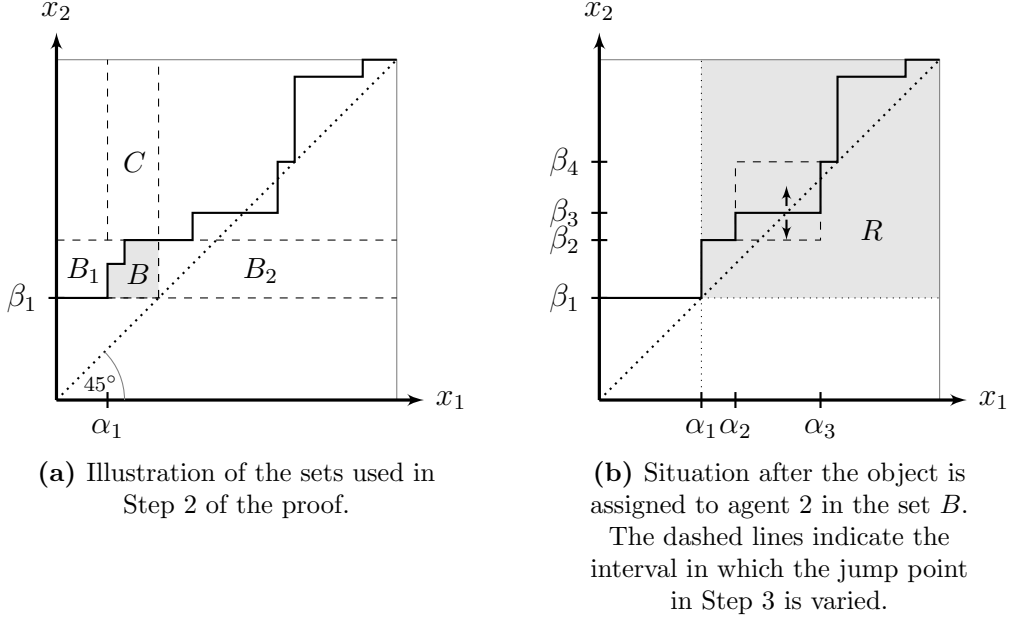 x₂
C
B₁
B
B₂
β₁
45°
x₁
α₁
(a) Illustration of the sets used in
Step 2 of the proof.
x₂
β₄
β₃
β₂
R
β₁
x₁
α₁ α₂ α₃
(b) Situation after the object is
assigned to agent 2 in the set B.
The dashed lines indicate the
interval in which the jump point
in Step 3 is varied.